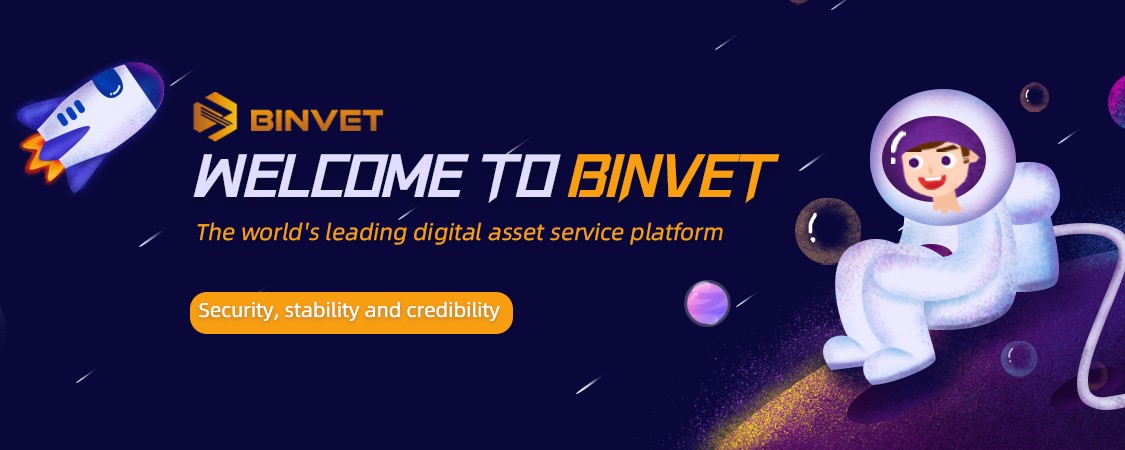 BINVET
WELCOME TO BINVET
The world's leading digital asset service platform
Security, stability and credibility